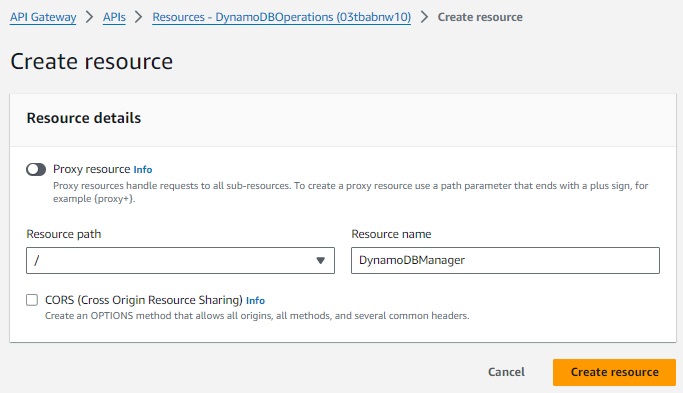 API Gateway > APIs > Resources - DynamoDBOperations (03tbabnw10) > Create resource
Create resource
Resource details
Proxy resource Info
Proxy resources handle requests to all sub-resources. To create a proxy resource use a path parameter that ends with a plus sign, for
example {proxy+}.
Resource path
/
Resource name
DynamoDBManager
CORS (Cross Origin Resource Sharing) Info
Create an OPTIONS method that allows all origins, all methods, and several common headers.
Cancel
Create resource